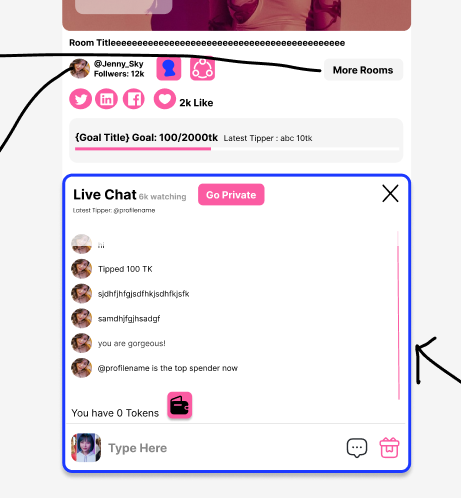 Room Titleeeeeeeeeeeeeeeeeeeeeeeeeeeeeeeeeeeeeeeeeeeee
@Jenny_Sky
Follwers: 12k
More Rooms
2k Like
{Goal Title} Goal: 100/2000tk Latest Tipper : abc 10tk
Live Chat 6k watching
Go Private
Latest Tipper: @profilename
Tipped 100 TK
sjdhfjhfgjsdfhkjsdhfkjsfk
samdhjfgjhsadgf
you are gorgeous!
@profilename is the top spender now
You have 0 Tokens
Type Here